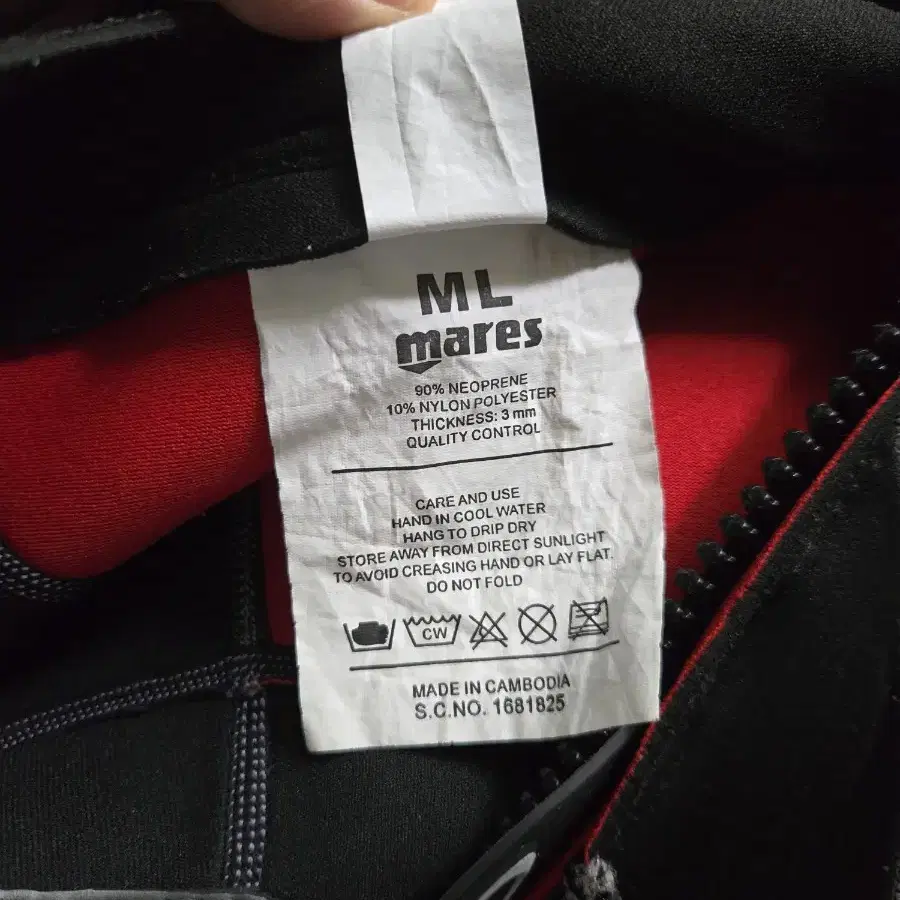 ML
mares
90% NEOPRENE
10% NYLON POLYESTER
THICKNESS: 3 mm
QUALITY CONTROL
CARE AND USE
HAND IN COOL WATER
HANG TO DRIP DRY
STORE AWAY FROM DIRECT SUNLIGHT
TO AVOID CREASING HAND OR LAY FLAT.
DO NOT FOLD
CW
MADE IN CAMBODIA
S.C.NO. 1681825